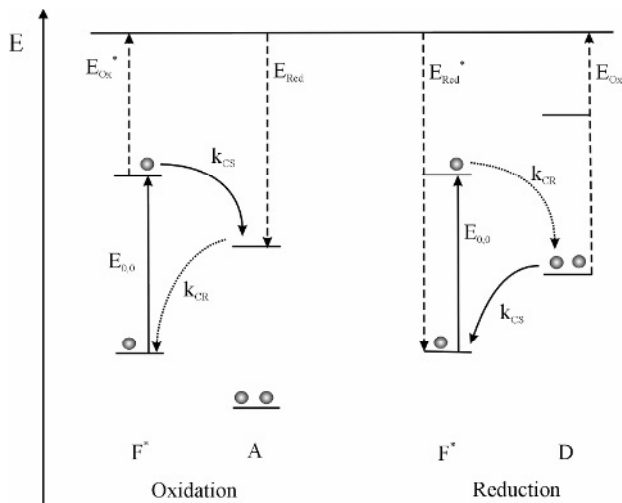 E
E_Ox*
E_Red
E_Red*
E_Ox
k_CS
k_CR
E_0,0
k_CR
E_0,0
k_CS
F* A F* D
Oxidation Reduction